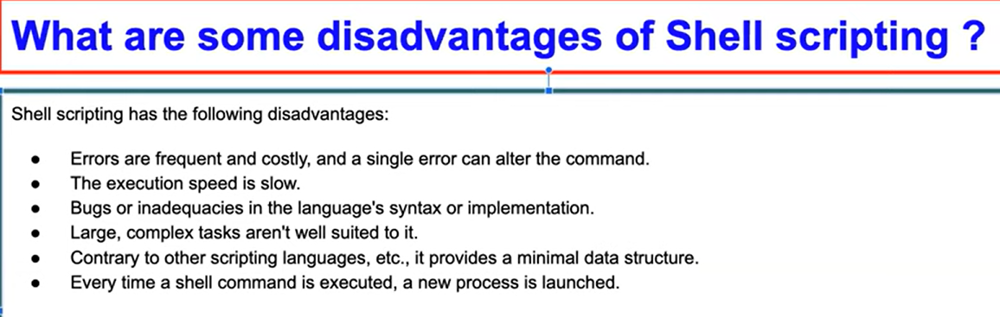 What are some disadvantages of Shell scripting ?
Shell scripting has the following disadvantages:
● Errors are frequent and costly, and a single error can alter the command.
● The execution speed is slow.
● Bugs or inadequacies in the language's syntax or implementation.
● Large, complex tasks aren't well suited to it.
● Contrary to other scripting languages, etc., it provides a minimal data structure.
● Every time a shell command is executed, a new process is launched.